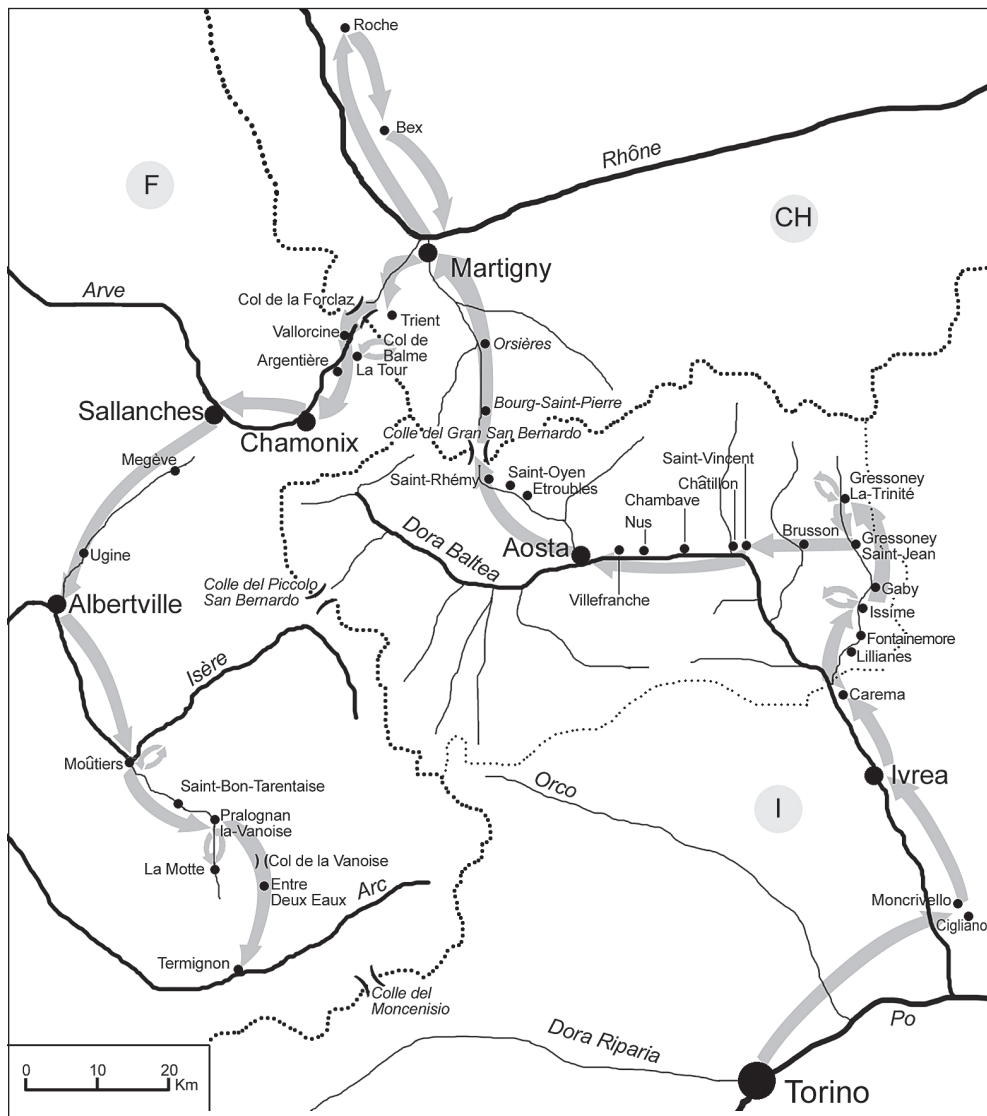 Roche
Bex
Rhône
F
CH
Martigny
Arve
Col de la Forclaz
Trient
Vallorcine
Col de
Balme
Orsières
Argentière
La Tour
Sallanches
Bourg-Saint-Pierre
Chamonix
Colle del Gran San Bernardo
Megève
Saint-Rhémy
Saint-Oyen
Etroubles
Saint-Vincent
Châtillon
Chambave
Nus
Gressoney
La-Trinité
Brusson
Gressoney
Saint-Jean
Dora Baltea
Aosta
Ugine
Villefranche
Gaby
Issime
Colle del Piccolo
San Bernardo
Albertville
Fontainemore
Lillianes
Isère
Carema
Moûtiers
Ivrea
Saint-Bon-Tarentaise
Orco
I
Pralognan
la-Vanoise
Col de la Vanoise
La Motte
Entre
Deux Eaux
Arc
Moncrivello
Cigliano
Termignon
Colle del
Moncenisio
Po
Dora Riparia
Torino
0 10 20
Km